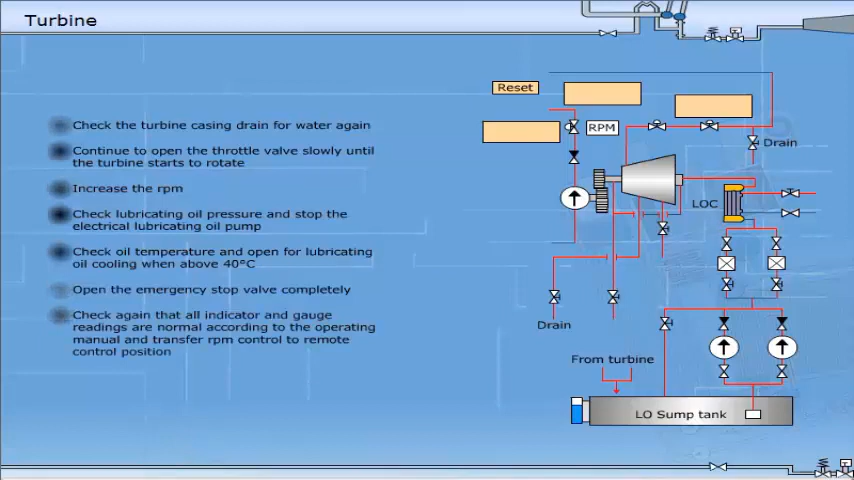 Turbine
Check the turbine casing drain for water again
Continue to open the throttle valve slowly until
the turbine starts to rotate
Increase the rpm
Check lubricating oil pressure and stop the
electrical lubricating oil pump
Check oil temperature and open for lubricating
oil cooling when above 40°C
Open the emergency stop valve completely
Check again that all indicator and gauge
readings are normal according to the operating
manual and transfer rpm control to remote
control position
Reset
RPM
Drain
LOC
Drain
From turbine
LO Sump tank